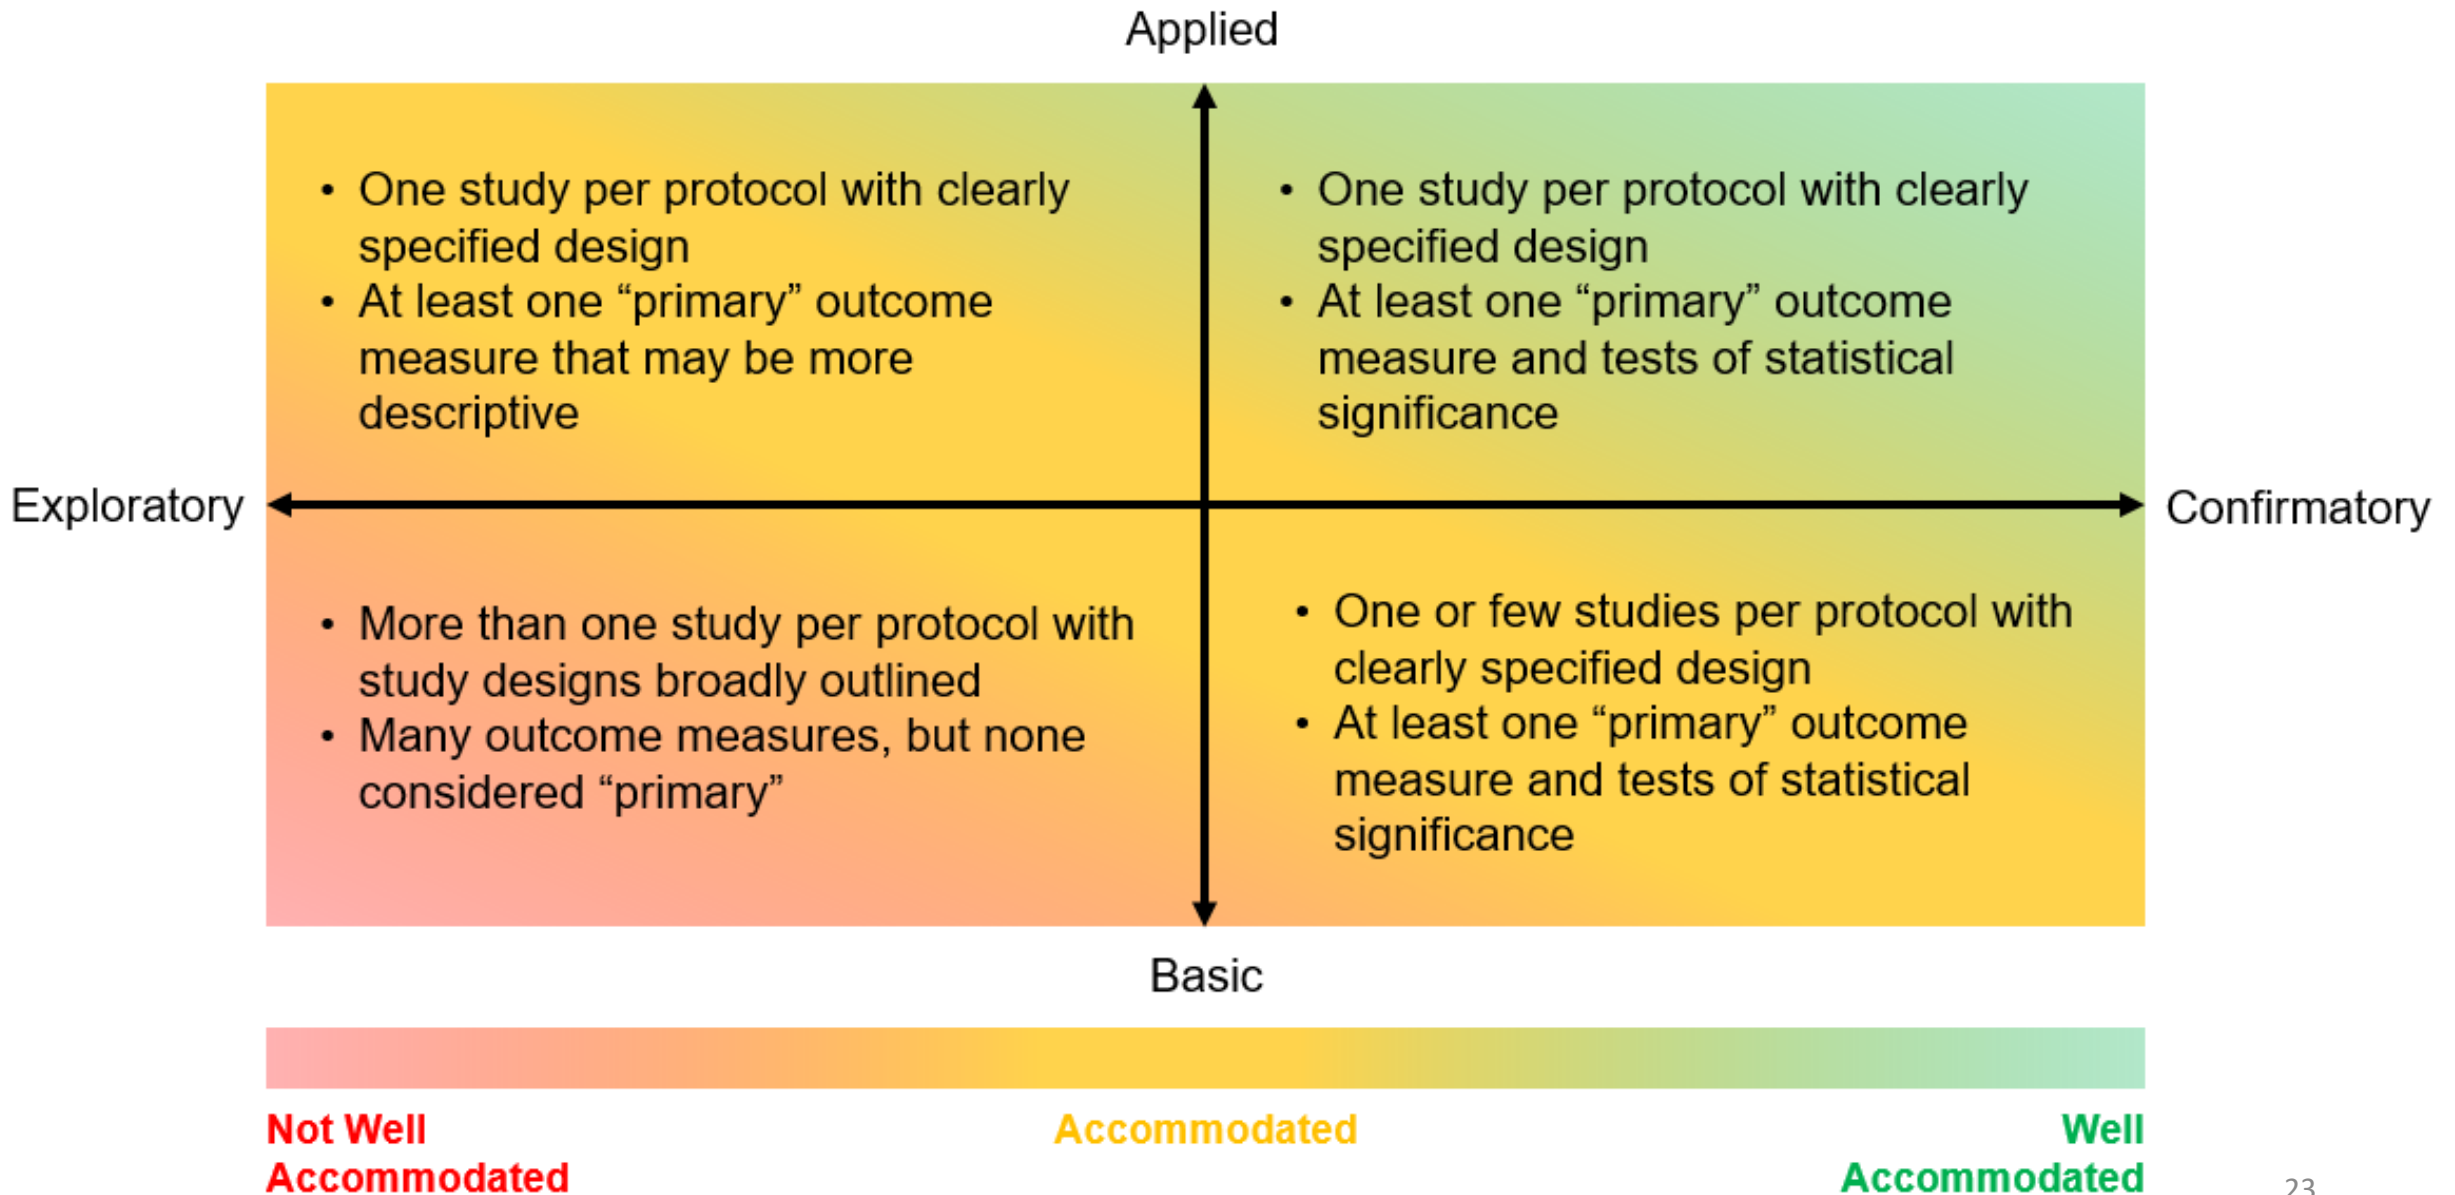 Applied
• One study per protocol with clearly
specified design
• At least one “primary” outcome
measure that may be more
descriptive
• One study per protocol with clearly
specified design
• At least one “primary” outcome
measure and tests of statistical
significance
Exploratory
Confirmatory
• More than one study per protocol with
study designs broadly outlined
• Many outcome measures, but none
considered “primary”
• One or few studies per protocol with
clearly specified design
• At least one “primary” outcome
measure and tests of statistical
significance
Basic
Not Well
Accommodated
Accommodated
Well
Accommodated
23